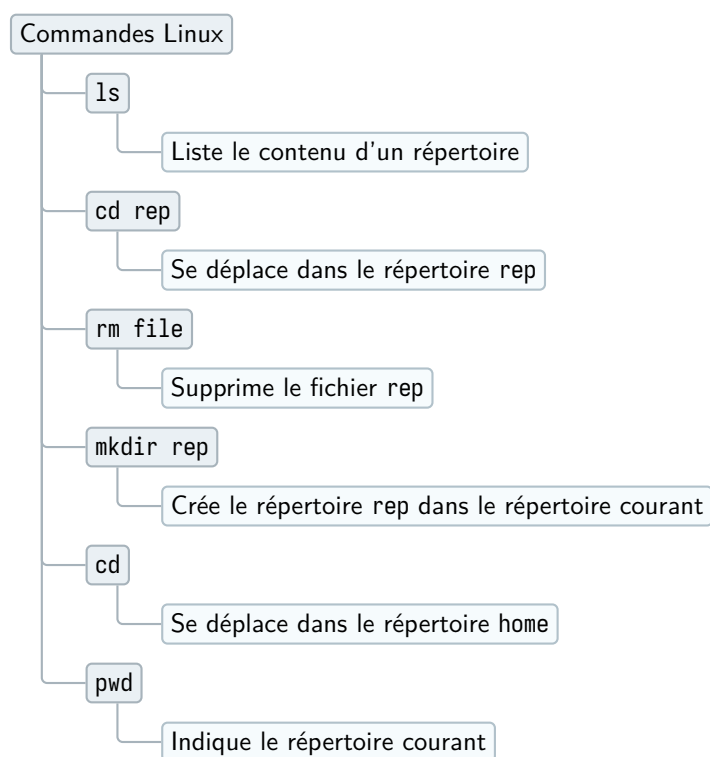 Commandes Linux
ls
Liste le contenu d'un répertoire
cd rep
Se déplace dans le répertoire rep
rm file
Supprime le fichier rep
mkdir rep
Crée le répertoire rep dans le répertoire courant
cd
Se déplace dans le répertoire home
pwd
Indique le répertoire courant